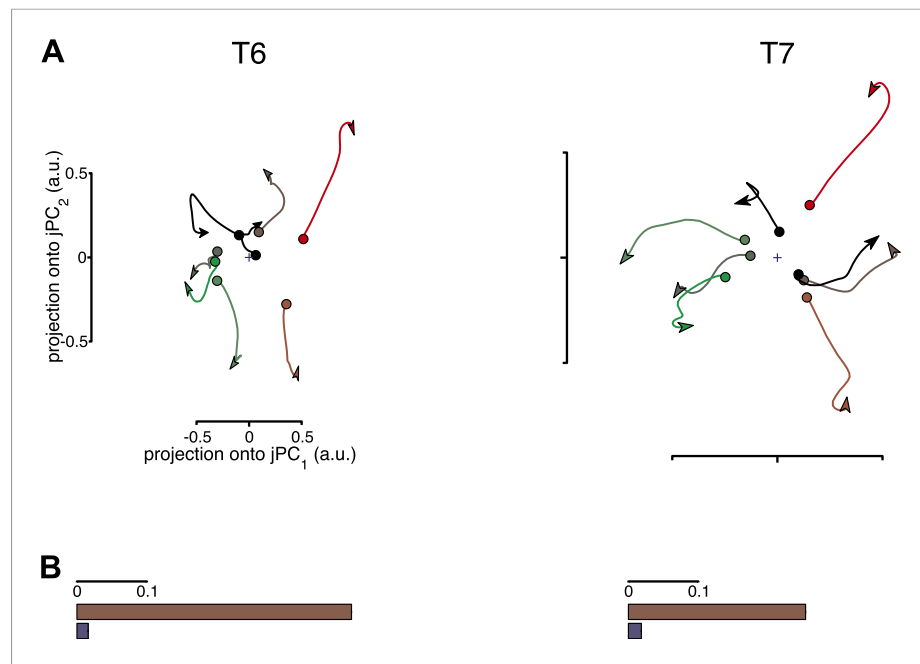 A
T6
T7
projection onto jPC2 (a.u.)
0.5
0
-0.5
-0.5 0 0.5
projection onto jPC1 (a.u.)
B
0 0.1
0 0.1